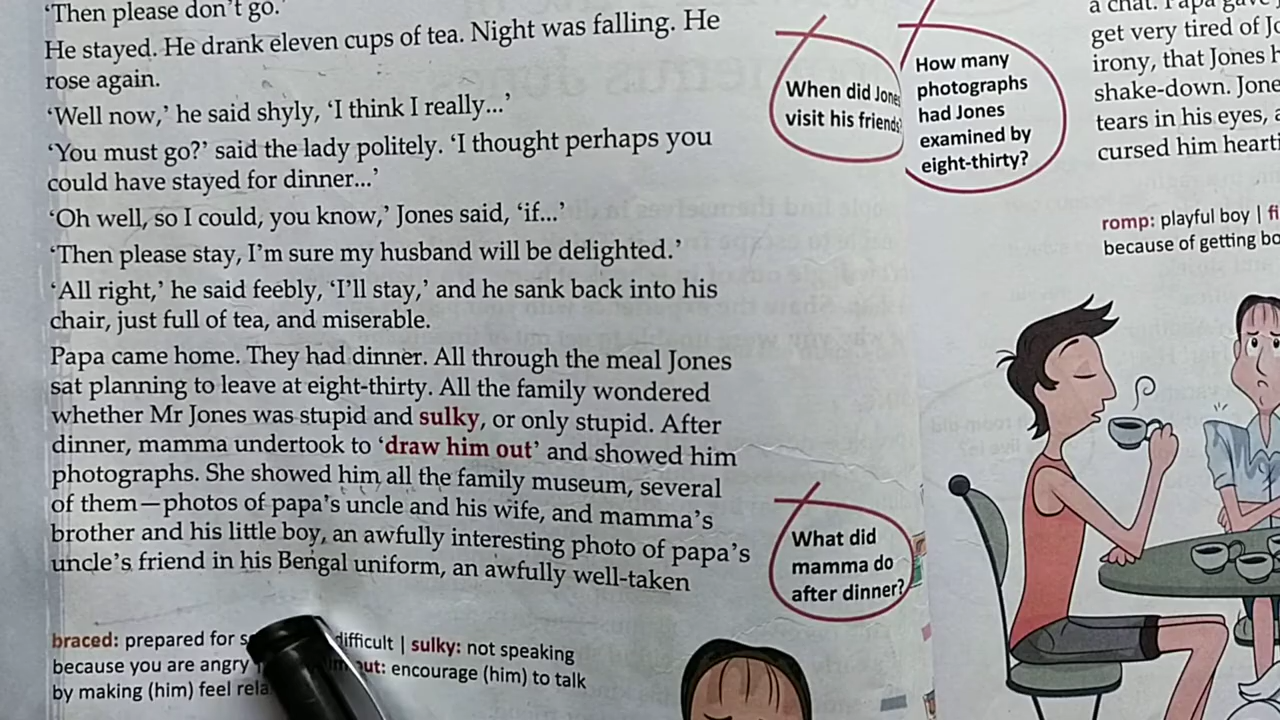 'Then please don't go.'
He stayed. He drank eleven cups of tea. Night was falling. He
rose again.
'Well now,' he said shyly, 'I think I really...'
'You must go?' said the lady politely. 'I thought perhaps you
could have stayed for dinner...'
'Oh well, so I could, you know,' Jones said, 'if...'
'Then please stay, I'm sure my husband will be delighted.'
'All right,' he said feebly, 'I'll stay,' and he sank back into his
chair, just full of tea, and miserable.
Papa came home. They had dinner. All through the meal Jones
sat planning to leave at eight-thirty. All the family wondered
whether Mr Jones was stupid and sulky, or only stupid. After
dinner, mamma undertook to 'draw him out' and showed him
photographs. She showed him all the family museum, several
of them—photos of papa's uncle and his wife, and mamma's
brother and his little boy, an awfully interesting photo of papa's
uncle's friend in his Bengal uniform, an awfully well-taken
braced: prepared for difficult | sulky: not speaking
because you are angry out: encourage (him) to talk
by making (him) feel
When did Jones
visit his friends
How many
photographs
had Jones
examined by
eight-thirty?
What did
mamma do
after dinner?
a chat. Papa gave
get very tired of
irony, that Jones
shake-down.
tears in his eyes,
cursed him
romp: playful boy |
because of getting